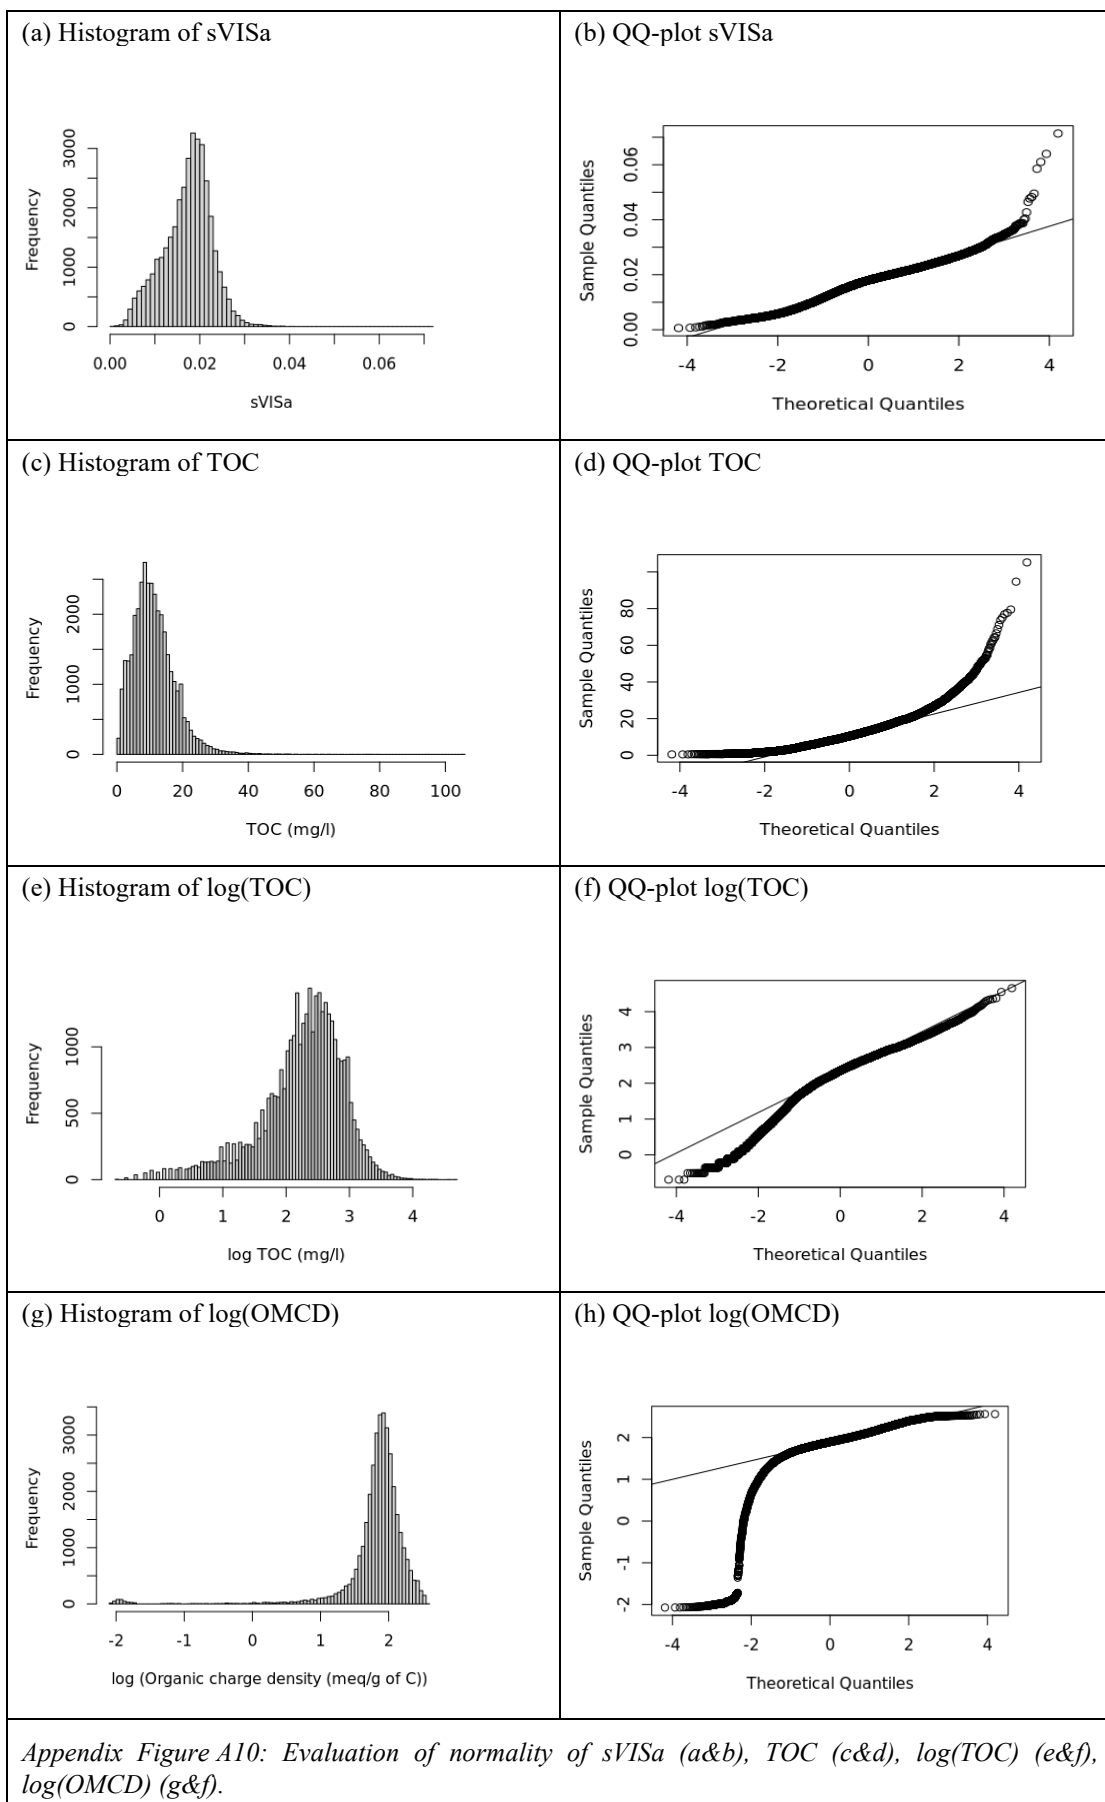 (a) Histogram of sVISa
3000
2000
1000
0
Frequency
0.00 0.02 0.04 0.06
sVISa
(b) QQ-plot sVISa
0.06
0.04
0.02
0.00
Sample Quantiles
-4 -2 0 2 4
Theoretical Quantiles
(c) Histogram of TOC
2000
1000
0
Frequency
0 20 40 60 80 100
TOC (mg/l)
(d) QQ-plot TOC
80
60
40
20
0
Sample Quantiles
-4 -2 0 2 4
Theoretical Quantiles
(e) Histogram of log(TOC)
1000
500
0
Frequency
0 1 2 3 4
log TOC (mg/l)
(f) QQ-plot log(TOC)
4
3
2
1
0
Sample Quantiles
-4 -2 0 2 4
Theoretical Quantiles
(g) Histogram of log(OMCD)
3000
2000
1000
0
Frequency
-2 -1 0 1 2
log (Organic charge density (meq/g of C))
(h) QQ-plot log(OMCD)
2
1
0
-1
-2
Sample Quantiles
-4 -2 0 2 4
Theoretical Quantiles
Appendix Figure A10: Evaluation of normality of sVISa (a&b), TOC (c&d), log(TOC) (e&f),
log(OMCD) (g&f).